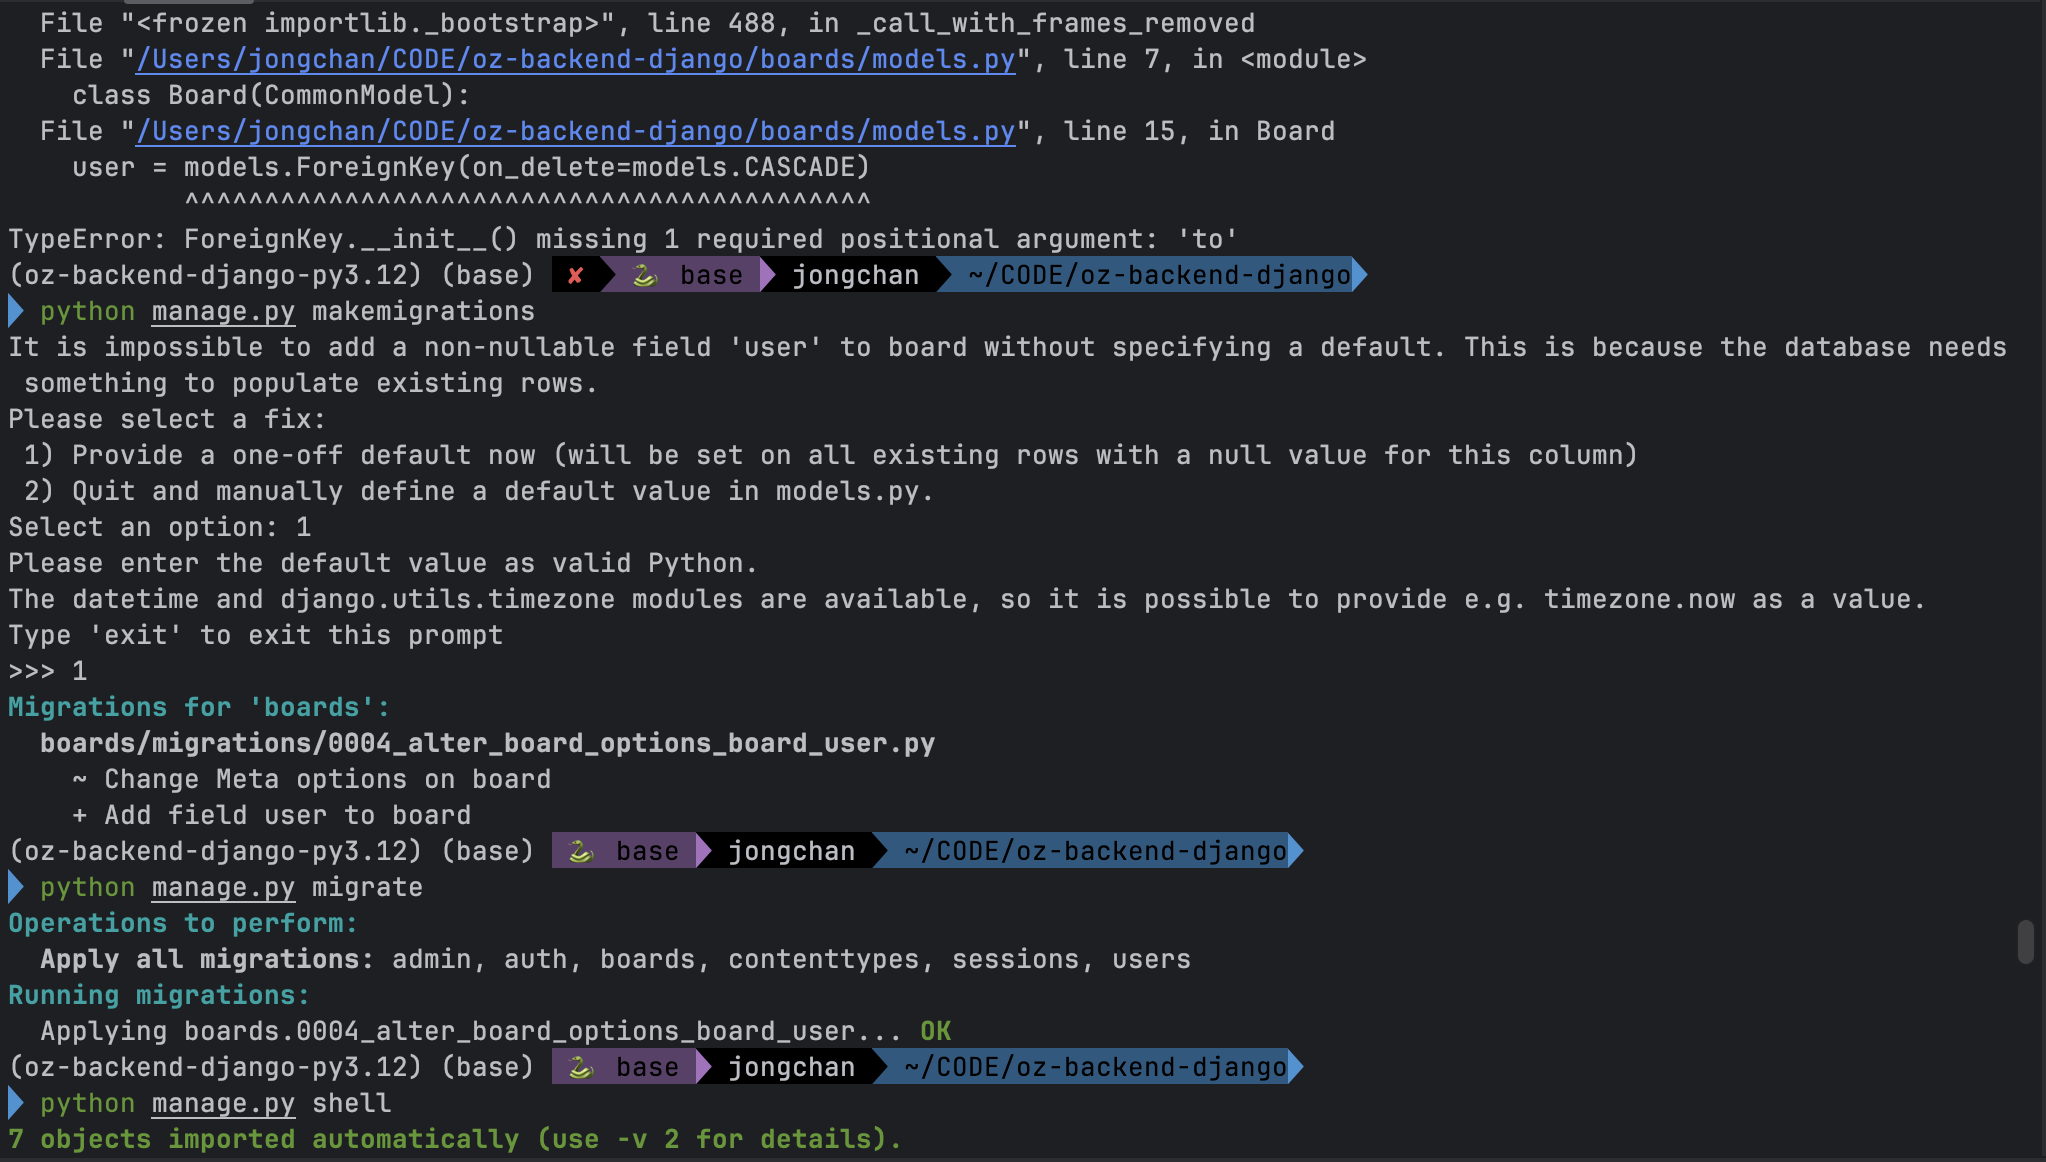 File "<frozen importlib._bootstrap>", line 488, in _call_with_frames_removed
  File "/Users/jongchan/CODE/oz-backend-django/boards/models.py", line 7, in <module>
    class Board(CommonModel):
  File "/Users/jongchan/CODE/oz-backend-django/boards/models.py", line 15, in Board
    user = models.ForeignKey(on_delete=models.CASCADE)
           ^^^^^^^^^^^^^^^^^^^^^^^^^^^^^^^^^^^^^^^^^^^
TypeError: ForeignKey.__init__() missing 1 required positional argument: 'to'
(oz-backend-django-py3.12) (base) ✘ 🐍 base jongchan ~/CODE/oz-backend-django
python manage.py makemigrations
It is impossible to add a non-nullable field 'user' to board without specifying a default. This is because the database needs
 something to populate existing rows.
Please select a fix:
 1) Provide a one-off default now (will be set on all existing rows with a null value for this column)
 2) Quit and manually define a default value in models.py.
Select an option: 1
Please enter the default value as valid Python.
The datetime and django.utils.timezone modules are available, so it is possible to provide e.g. timezone.now as a value.
Type 'exit' to exit this prompt
>>> 1
Migrations for 'boards':
  boards/migrations/0004_alter_board_options_board_user.py
    ~ Change Meta options on board
    + Add field user to board
(oz-backend-django-py3.12) (base) 🐍 base jongchan ~/CODE/oz-backend-django
python manage.py migrate
Operations to perform:
  Apply all migrations: admin, auth, boards, contenttypes, sessions, users
Running migrations:
  Applying boards.0004_alter_board_options_board_user... OK
(oz-backend-django-py3.12) (base) 🐍 base jongchan ~/CODE/oz-backend-django
python manage.py shell
7 objects imported automatically (use -v 2 for details).